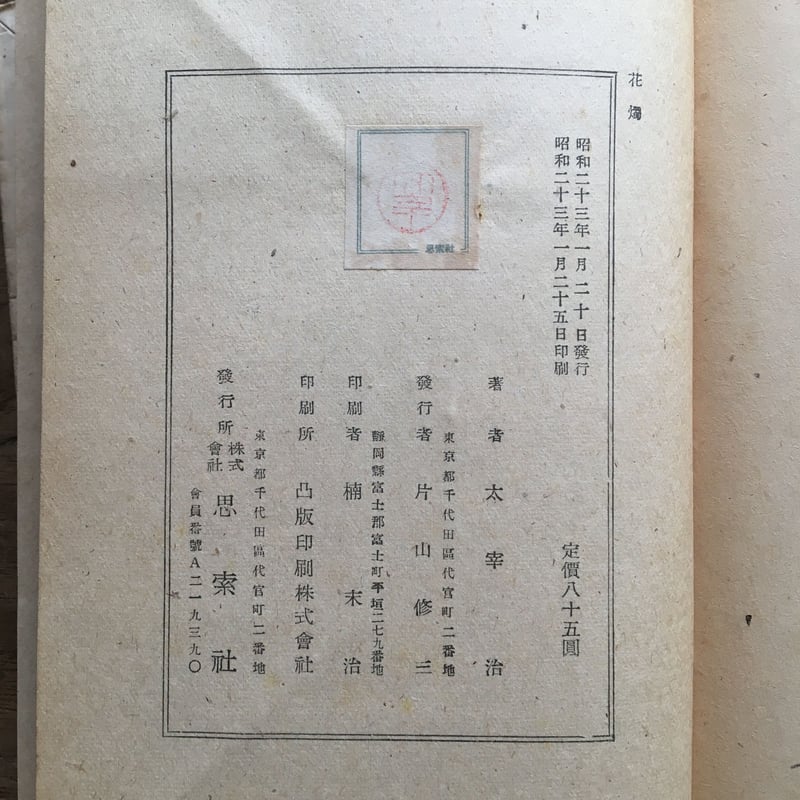 花燭
昭和二十三年一月二十日發行
昭和二十三年一月二十五日印刷
定價八十五圓
著者 太宰治
東京都千代田區代官町二番地
發行者 片山修三
靜岡縣富士郡富士町平垣二七九番地
印刷者 楠末治
印刷所 凸版印刷株式會社
東京都千代田區代官町二番地
發行所 株式會社 思索社
會員番號A二一九三九〇
思索社